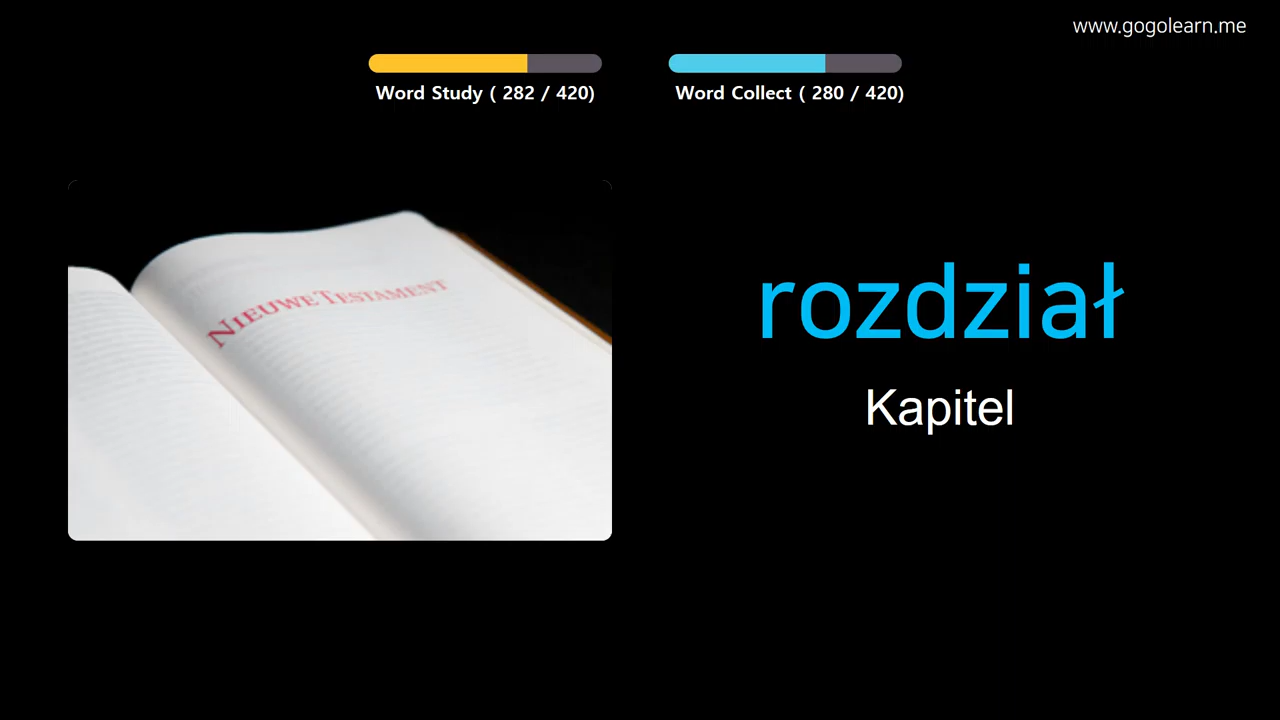 www.gogolearn.me
Word Study ( 282 / 420)
Word Collect ( 280 / 420)
NIEUWE TESTAMENT
rozdział
Kapitel